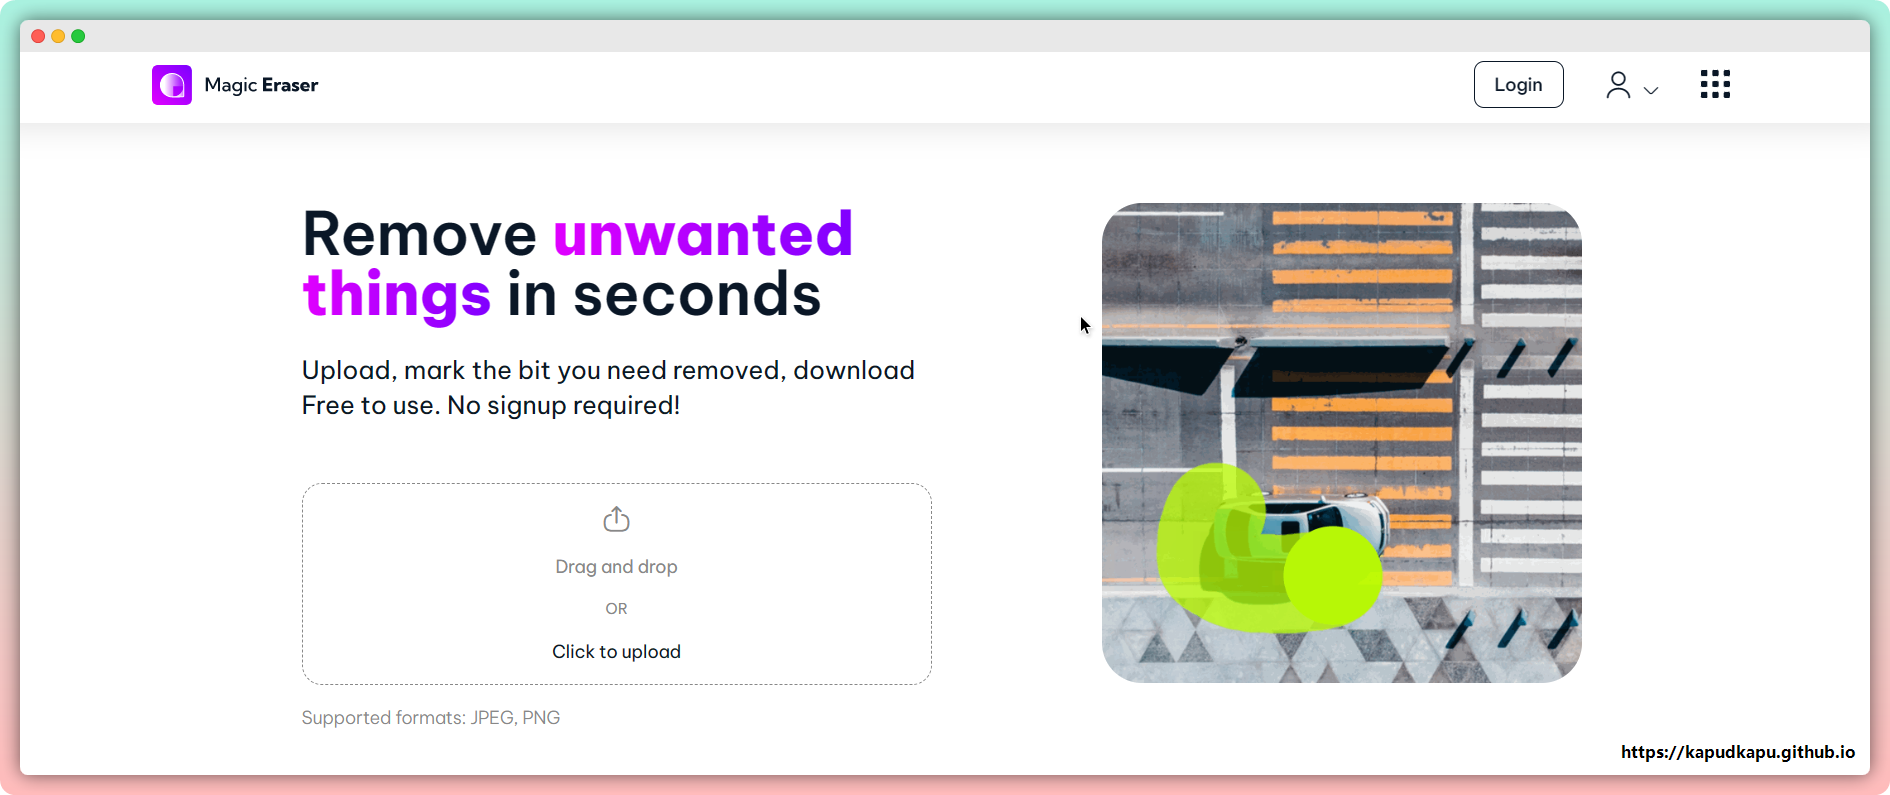 Magic Eraser
Login
Remove unwanted
things in seconds
Upload, mark the bit you need removed, download
Free to use. No signup required!
Drag and drop
OR
Click to upload
Supported formats: JPEG, PNG
https://kapudkapu.github.io